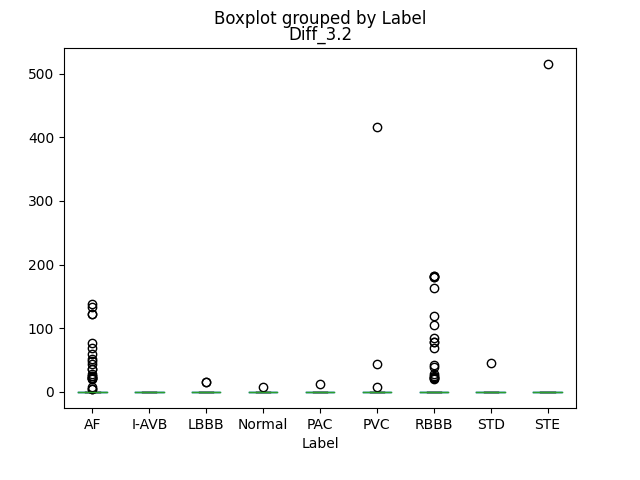 Boxplot grouped by Label
Diff_3.2
500
400
300
200
100
0
AF I-AVB LBBB Normal PAC PVC RBBB STD STE
Label